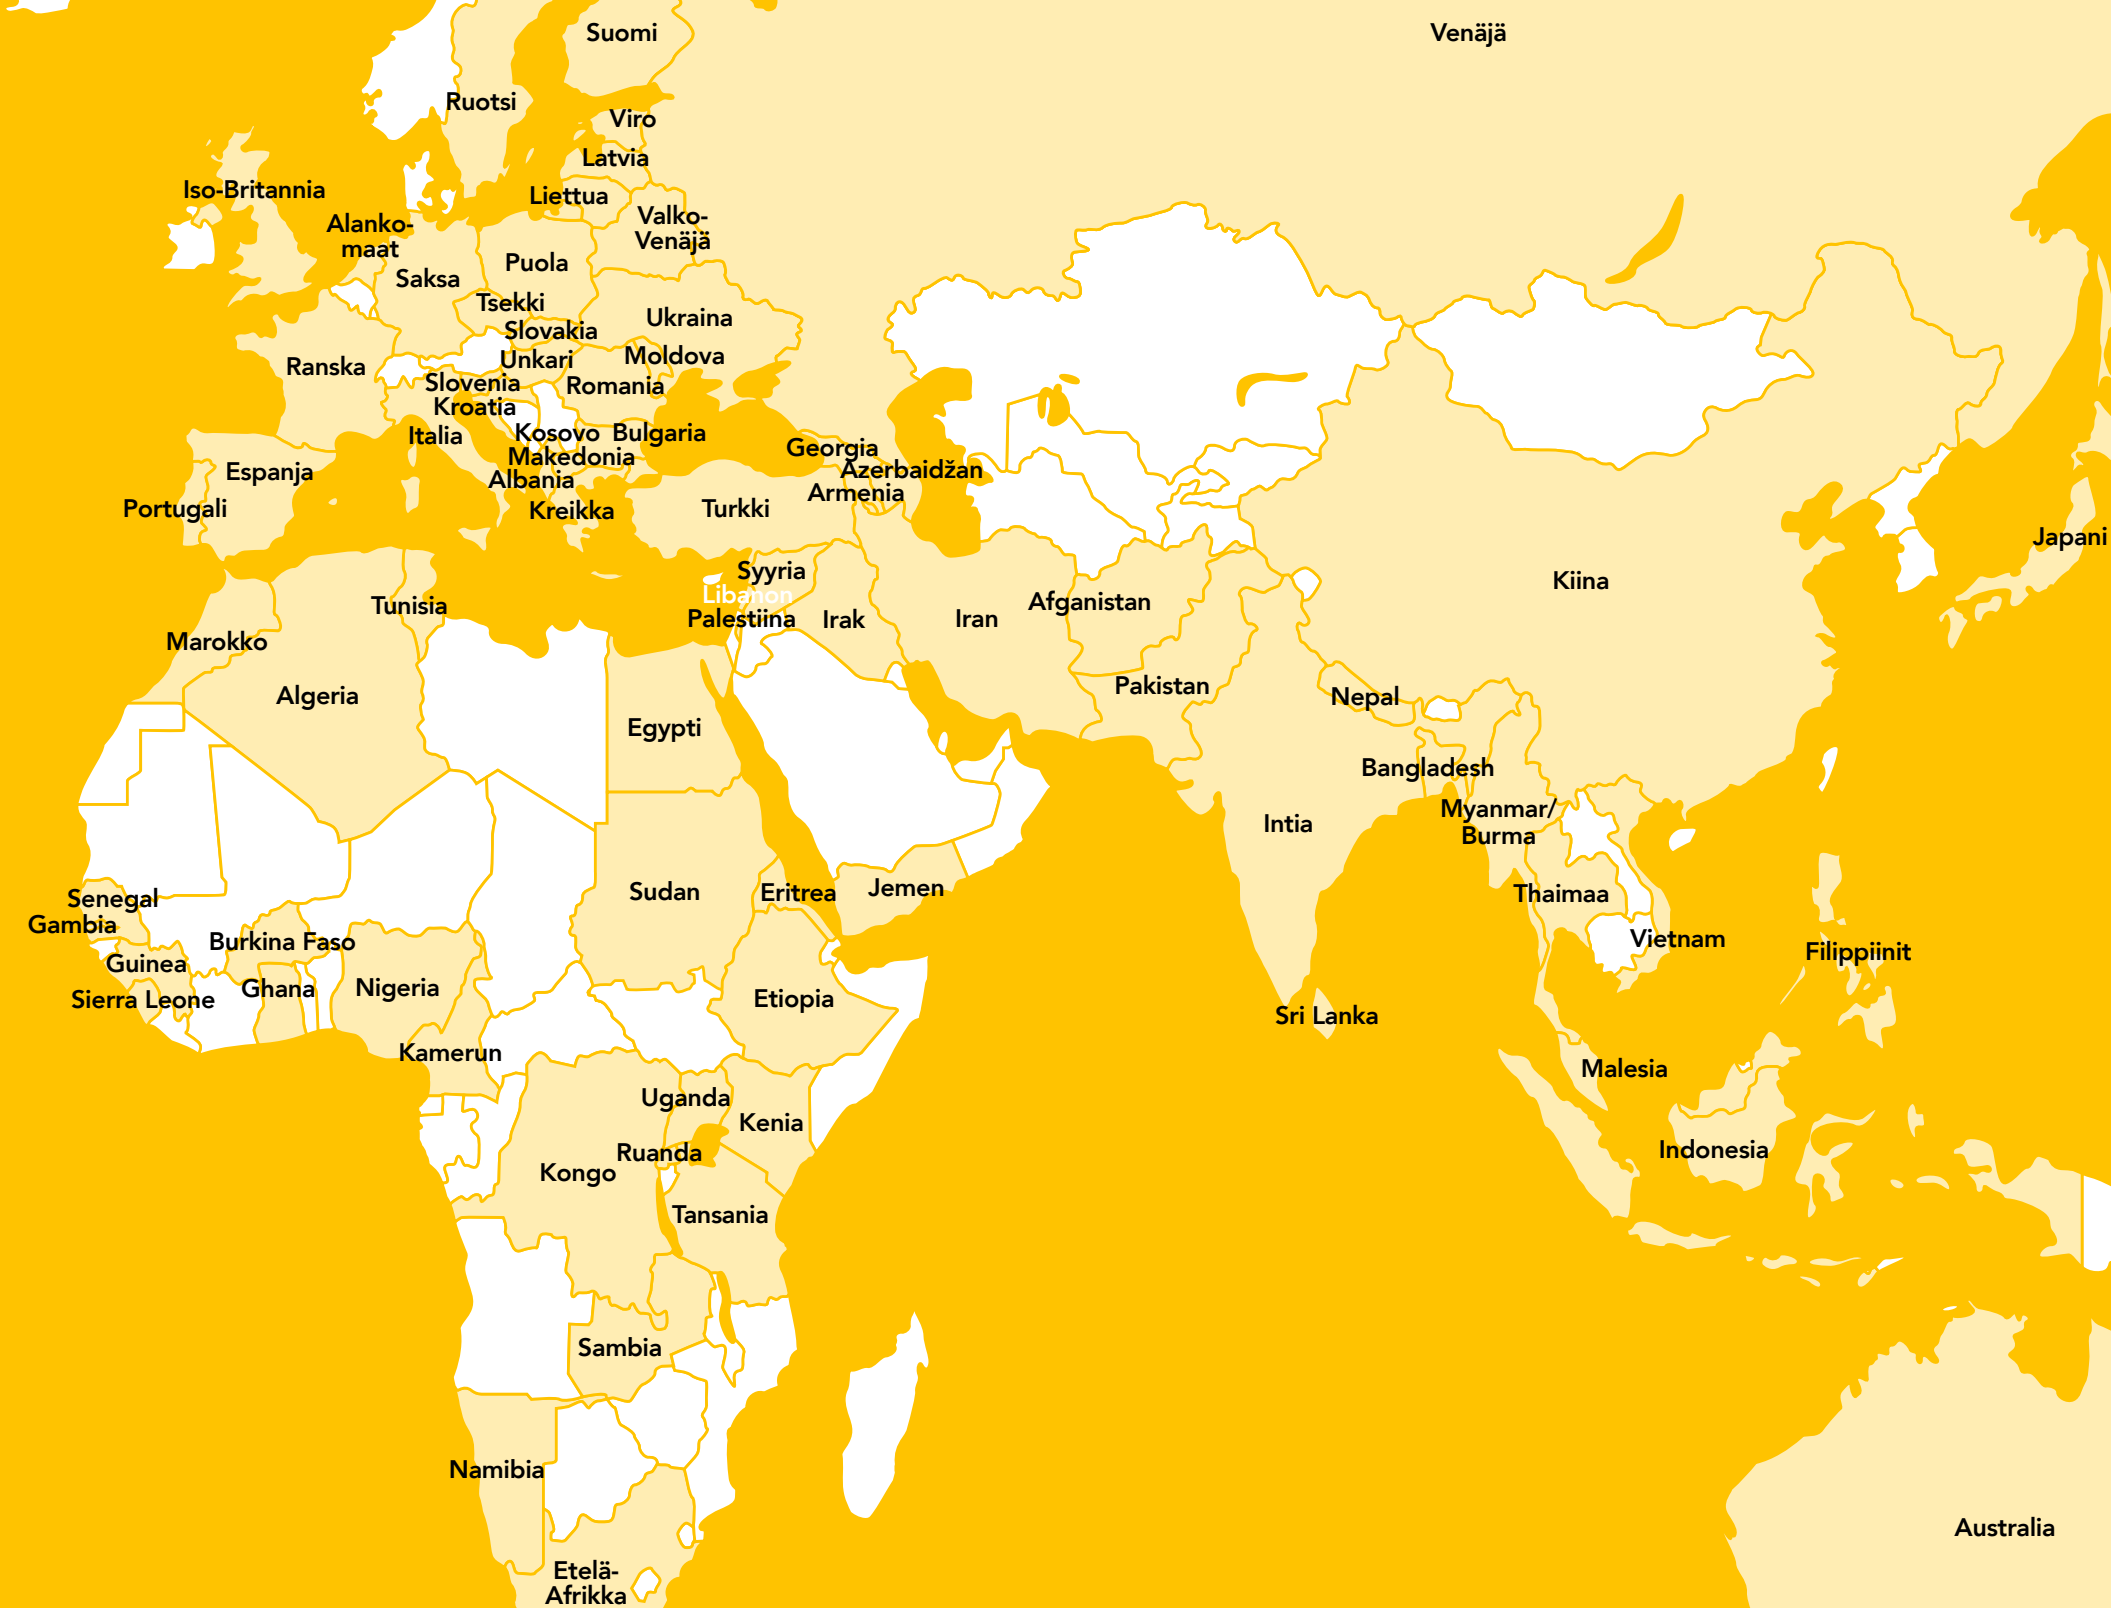 Suomi
Venäjä
Ruotsi
Viro
Latvia
Iso-Britannia
Liettua
Alanko-
maat
Valko-
Venäjä
Puola
Saksa
Tsekki
Ukraina
Slovakia
Ranska
Unkari
Moldova
Slovenia
Romania
Kroatia
Italia
Kosovo
Bulgaria
Georgia
Makedonia
Espanja
Azerbaidžan
Albania
Armenia
Portugali
Kreikka
Turkki
Japani
Syyria
Kiina
Libanon
Afganistan
Tunisia
Palestiina
Irak
Iran
Marokko
Pakistan
Algeria
Nepal
Egypti
Bangladesh
Myanmar/
Burma
Intia
Jemen
Sudan
Eritrea
Thaimaa
Senegal
Gambia
Burkina Faso
Vietnam
Filippiinit
Guinea
Ghana
Nigeria
Sierra Leone
Etiopia
Sri Lanka
Kamerun
Malesia
Uganda
Kenia
Indonesia
Ruanda
Kongo
Tansania
Sambia
Namibia
Australia
Etelä-
Afrikka